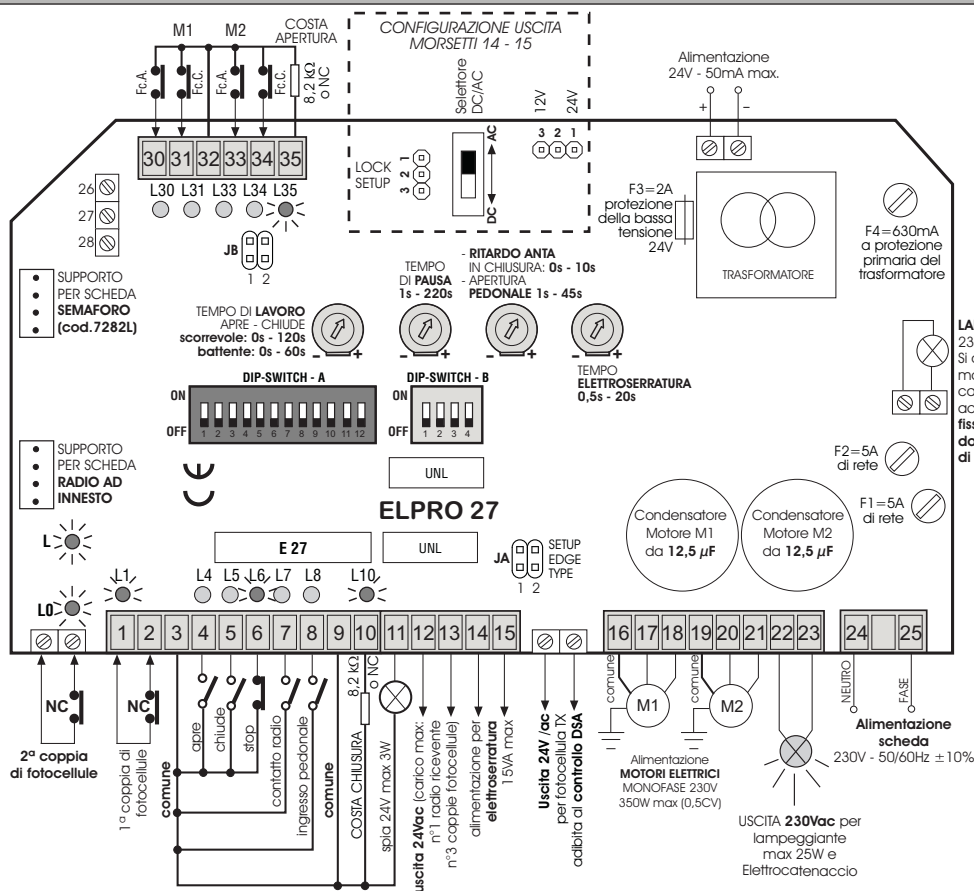 M1
M2
COSTA
APERTURA
Fc.A.
Fc.C.
Fc.A.
Fc.C.
8,2 kΩ
o NC
CONFIGURAZIONE USCITA
MORSETTI 14 - 15
Selettore
DC/AC
12V
24V
3 2 1
AC
DC
LOCK
SETUP
3 2 1
Alimentazione
24V - 50mA max.
+ –
30 31 32 33 34 35
L30 L31 L33 L34 L35
26
27
28
JB
1 2
F3=2A
protezione
della bassa
tensione
24V
TRASFORMATORE
F4=630mA
a protezione
primaria del
trasformatore
SUPPORTO
PER SCHEDA
SEMAFORO
(cod.7282L)
TEMPO DI LAVORO
APRE - CHIUDE
scorrevole: 0s - 120s
battente: 0s - 60s
- +
TEMPO
DI PAUSA
1s - 220s
- +
- RITARDO ANTA
IN CHIUSURA: 0s - 10s
- APERTURA
PEDONALE 1s - 45s
- +
TEMPO
ELETTROSERRATURA
0,5s - 20s
- +
DIP-SWITCH - A
ON
OFF
1 2 3 4 5 6 7 8 9 10 11 12
DIP-SWITCH - B
ON
OFF
1 2 3 4
23
Si
fiss
di
SUPPORTO
PER SCHEDA
RADIO AD
INNESTO
CE
UNL
ELPRO 27
E 27
UNL
F2=5A
di rete
F1=5A
di rete
Condensatore
Motore M1
da 12,5 µF
Condensatore
Motore M2
da 12,5 µF
JA
1 2
SETUP
EDGE
TYPE
L
L0
L1
L4 L5 L6 L7 L8
L10
1 2 3 4 5 6 7 8 9 10 11 12 13 14 15
16 17 18 19 20 21 22 23
24 25
NC
2ª coppia
di fotocellule
NC
1ª coppia di
fotocellule
comune
apre
chiude
stop
contatto radio
ingresso pedonale
comune
COSTA CHIUSURA
8,2 kΩ
o NC
spia 24V max 3W
uscita 24Vac (carico max:
n°1 radio ricevente
n°3 coppie fotocellule)
alimentazione per
elettroserratura
15VA max
Uscita 24V /ac
per fotocellula TX
adibita al controllo DSA
comune
M1
comune
M2
Alimentazione
MOTORI ELETTRICI
MONOFASE 230V
350W max (0,5CV)
USCITA 230Vac per
lampeggiante
max 25W e
Elettrocatenaccio
NEUTRO
FASE
Alimentazione
scheda
230V - 50/60Hz ±10%